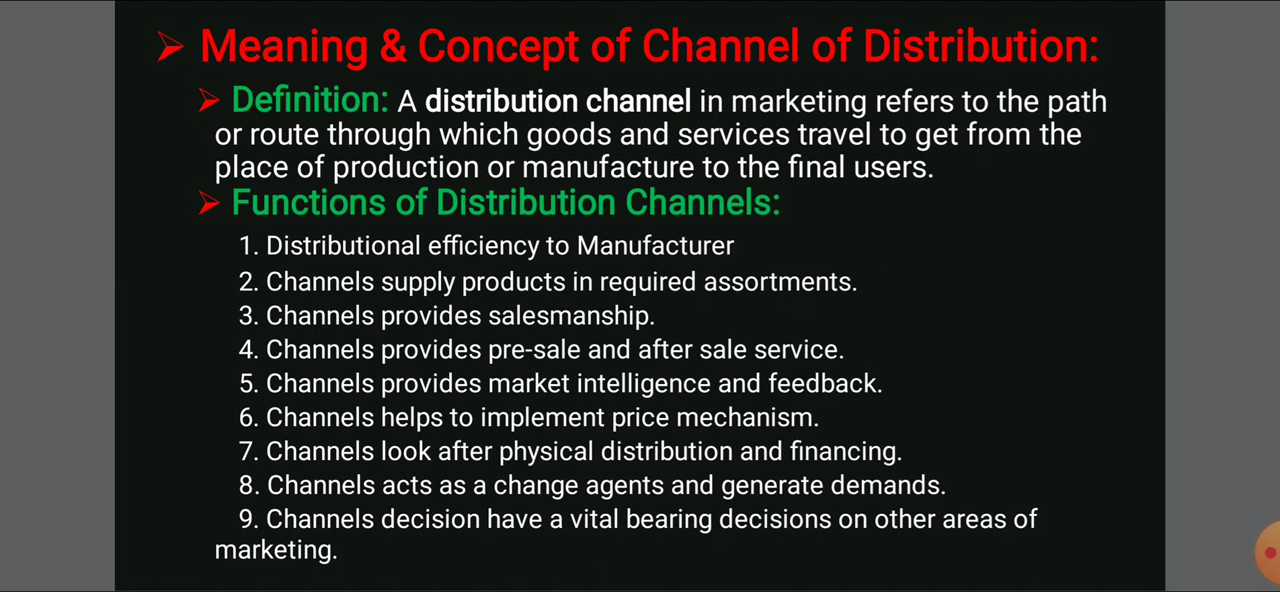 ➢ Meaning & Concept of Channel of Distribution:
➢ Definition: A distribution channel in marketing refers to the path
or route through which goods and services travel to get from the
place of production or manufacture to the final users.
➢ Functions of Distribution Channels:
1. Distributional efficiency to Manufacturer
2. Channels supply products in required assortments.
3. Channels provides salesmanship.
4. Channels provides pre-sale and after sale service.
5. Channels provides market intelligence and feedback.
6. Channels helps to implement price mechanism.
7. Channels look after physical distribution and financing.
8. Channels acts as a change agents and generate demands.
9. Channels decision have a vital bearing decisions on other areas of
marketing.